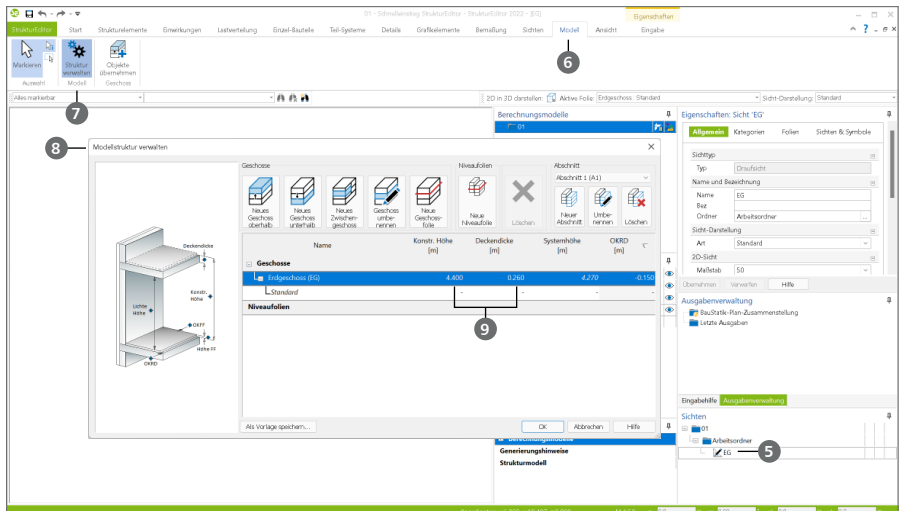 01 - Schnelleinstieg StrukturEditor - StrukturEditor 2022 - [EG]
Eigenschaften
StrukturEditor Start Strukturelemente Einwirkungen Lastverteilung Einzel-Bauteile Teil-Systeme Details Grafikelemente Bemaßung Sichten Model Ansicht Eingabe
Markieren
Struktur verwalten
Objekte übernehmen
Auswahl Modell Geschoss
6
7
Alles markierbar
2D in 3D darstellen: Aktive Folie: Erdgeschoss: Standard
Sicht-Darstellung: Standard
Berechnungsmodelle
01
Eigenschaften: Sicht 'EG'
Allgemein Kategorien Folien Sichten & Symbole
Sichttyp
Typ Draufsicht
Name und Bezeichnung
Name EG
Bez
Ordner Arbeitsordner ...
Sicht-Darstellung
Art Standard
2D-Sicht
Maßstab 50
Übernehmen Verwerfen Hilfe
8
Modellstruktur verwalten
Geschosse Niveaufolien Abschnitt
Abschnitt 1 (A1)
Neues Geschoss oberhalb
Neues Geschoss unterhalb
Neues Zwischen-geschoss
Geschoss umbe-nennen
Neue Geschoss-folie
Neue Niveaufolie
Löschen
Neuer Abschnitt
Umbe-nennen
Löschen
Name Konstr. Höhe [m] Deckendicke [m] Systemhöhe [m] OKRD [m]
Geschosse
Erdgeschoss (EG) 4.400 0.260 4.270 -0.150
Standard - - - -
Niveaufolien
9
Deckendicke
Konstr. Höhe
Lichte Höhe
OKFF
Höhe FF
OKRD
Als Vorlage speichern... OK Abbrechen Hilfe
Ausgabenverwaltung
BauStatik-Plan-Zusammenstellung
Letzte Ausgaben
Eingabehilfe Ausgabenverwaltung
Sichten
01
Arbeitsordner
EG
5
Berechnungsmodelle
Generierungshinweise
Strukturmodell